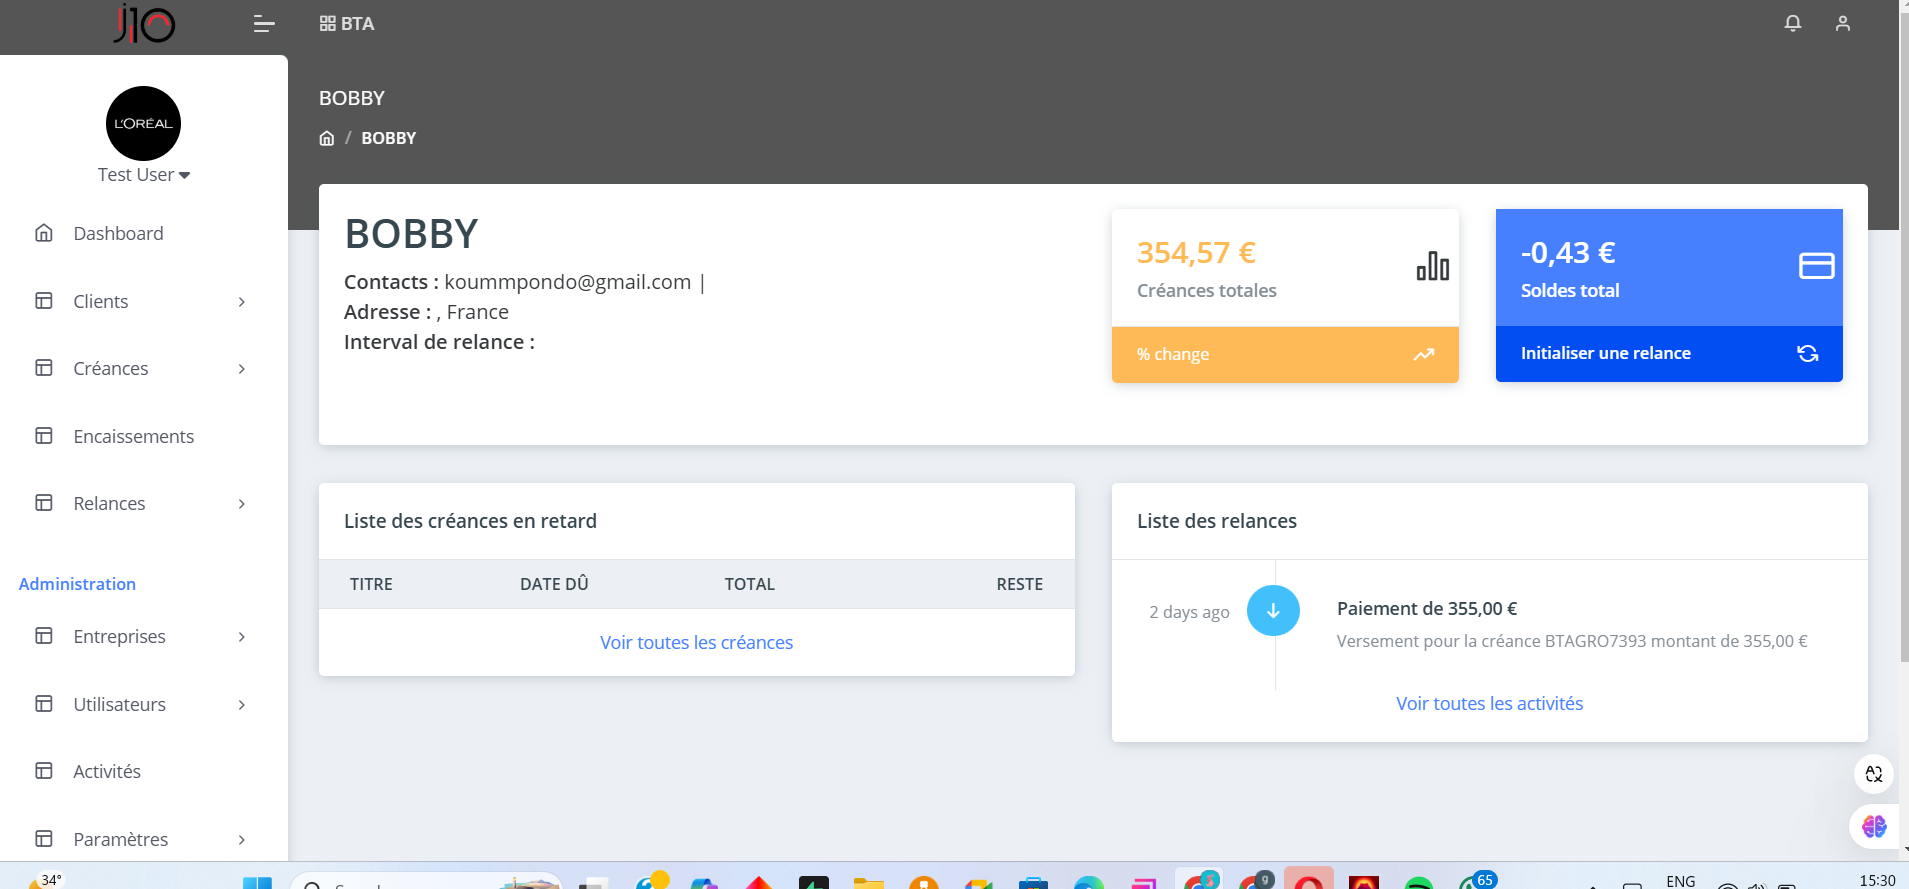 j10
BTA
BOBBY
/ BOBBY
L'ORÉAL
Test User
Dashboard
Clients
Créances
Encaissements
Relances
Administration
Entreprises
Utilisateurs
Activités
Paramètres
BOBBY
Contacts : koummpondo@gmail.com |
Adresse : , France
Interval de relance :
354,57 €
Créances totales
% change
-0,43 €
Soldes total
Initialiser une relance
Liste des créances en retard
TITRE DATE DÛ TOTAL RESTE
Voir toutes les créances
Liste des relances
2 days ago
Paiement de 355,00 €
Versement pour la créance BTAGRO7393 montant de 355,00 €
Voir toutes les activités
34°
65
ENG
15:30